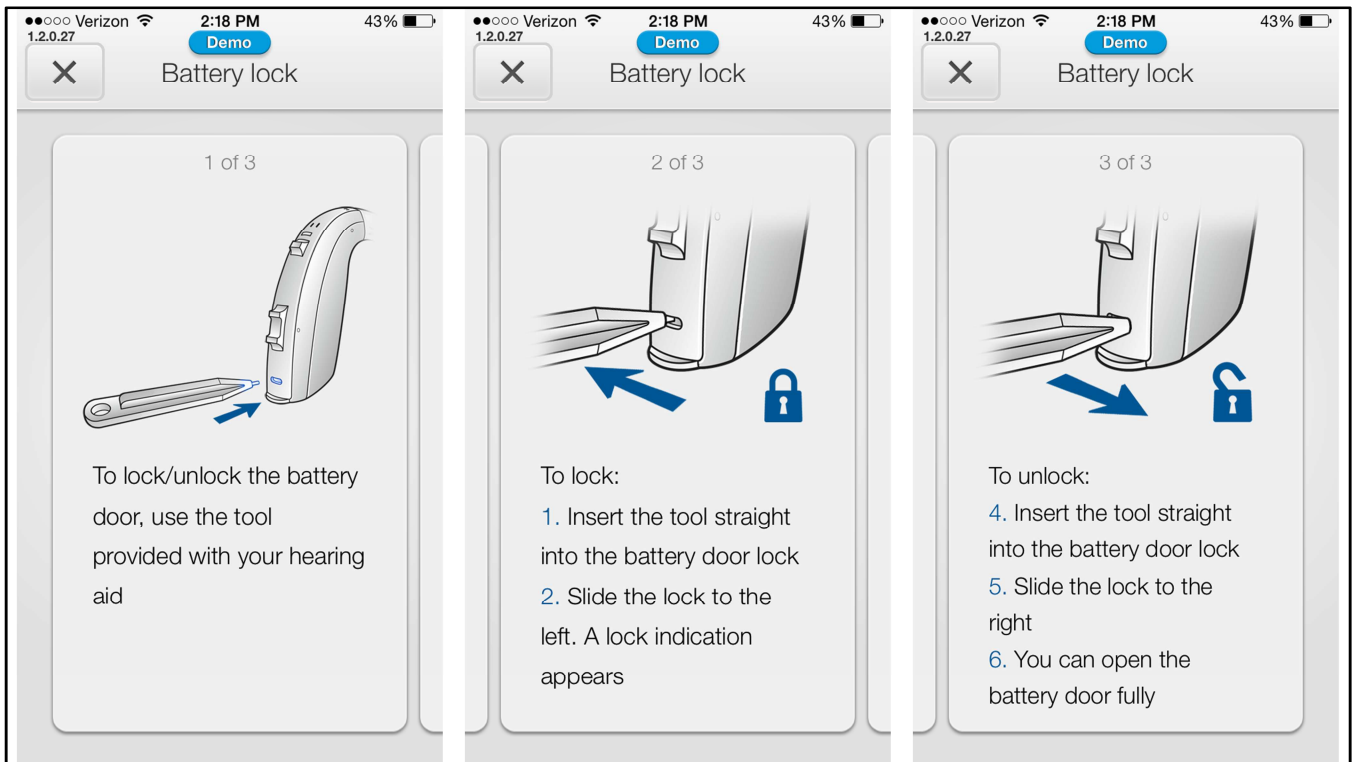 Verizon 2:18 PM 43%
1.2.0.27
Demo
Battery lock
1 of 3
To lock/unlock the battery
door, use the tool
provided with your hearing
aid
Verizon 2:18 PM 43%
1.2.0.27
Demo
Battery lock
2 of 3
To lock:
1. Insert the tool straight
into the battery door lock
2. Slide the lock to the
left. A lock indication
appears
Verizon 2:18 PM 43%
1.2.0.27
Demo
Battery lock
3 of 3
To unlock:
4. Insert the tool straight
into the battery door lock
5. Slide the lock to the
right
6. You can open the
battery door fully